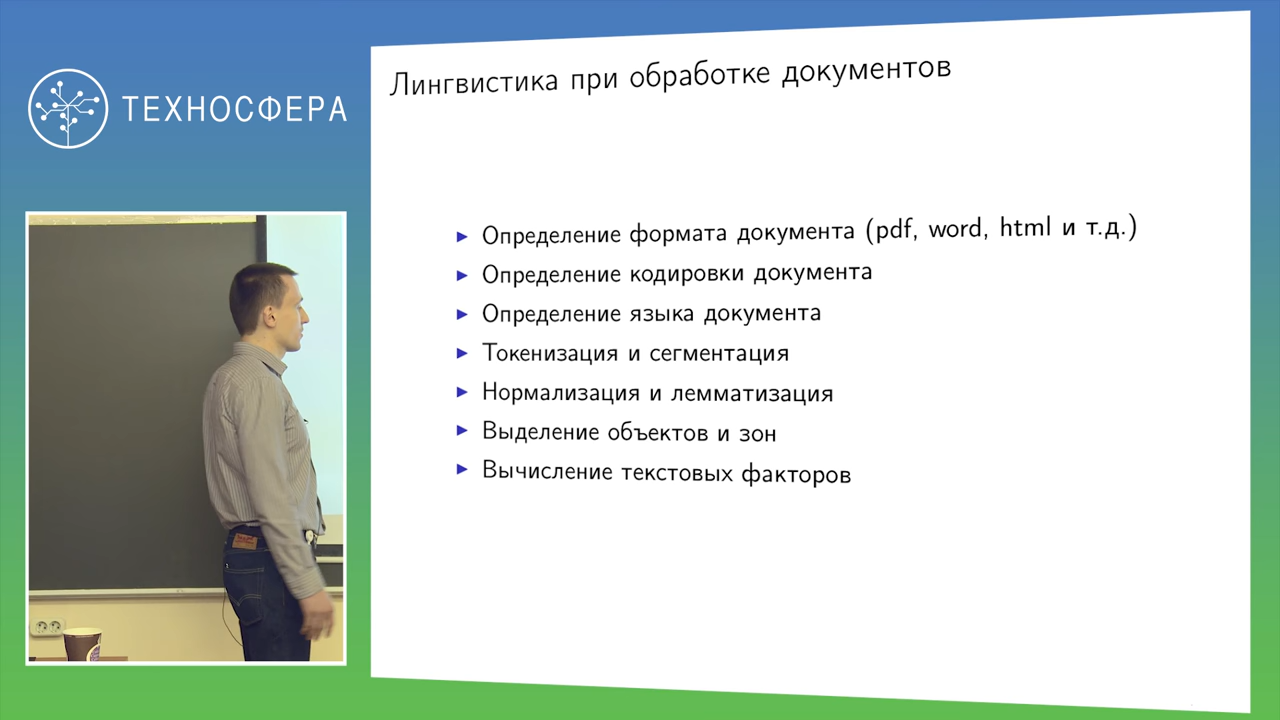 ТЕХНОСФЕРА
Лингвистика при обработке документов
Определение формата документа (pdf, word, html и т.д.)
Определение кодировки документа
Определение языка документа
Токенизация и сегментация
Нормализация и лемматизация
Выделение объектов и зон
Вычисление текстовых факторов